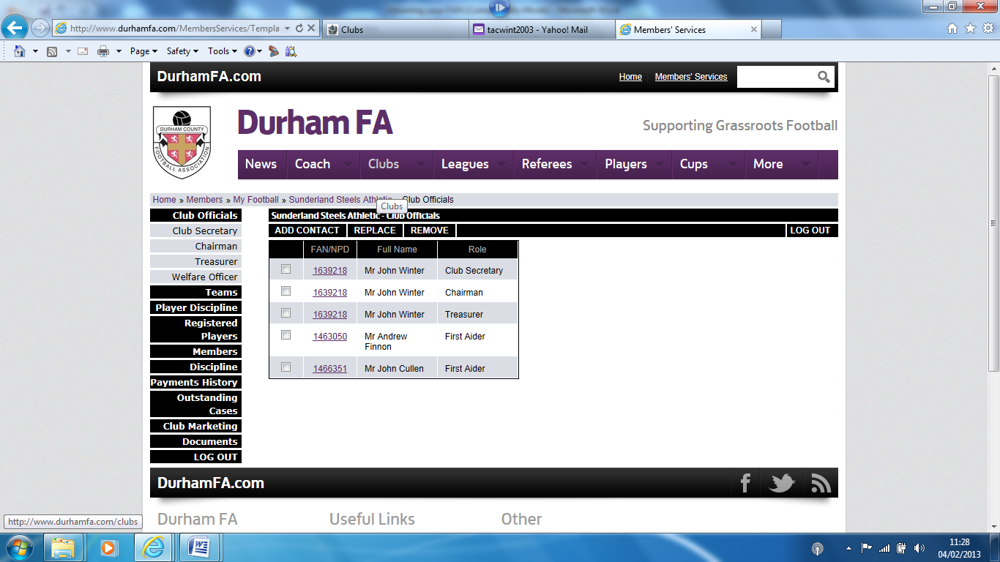 http://www.durhamfa.com/MembersServices/Templa
Clubs
tacwint2003 - Yahoo! Mail
Members' Services
Page
Safety
Tools
DurhamFA.com
Home
Members' Services
DURHAM COUNTY
FOOTBALL ASSOCIATION
Durham FA
Supporting Grassroots Football
News
Coach
Clubs
Leagues
Referees
Players
Cups
More
Home » Members » My Football » Sunderland Steels Athletic Club Officials
Clubs
Club Officials
Club Secretary
Chairman
Treasurer
Welfare Officer
Teams
Player Discipline
Registered
Players
Members
Discipline
Payments History
Outstanding
Cases
Club Marketing
Documents
LOG OUT
Sunderland Steels Athletic - Club Officials
ADD CONTACT
REPLACE
REMOVE
LOG OUT
FAN/NPD Full Name Role
1639218 Mr John Winter Club Secretary
1639218 Mr John Winter Chairman
1639218 Mr John Winter Treasurer
1463050 Mr Andrew Finnon First Aider
1466351 Mr John Cullen First Aider
DurhamFA.com
Durham FA
Useful Links
Other
http://www.durhamfa.com/clubs
11:28
04/02/2013